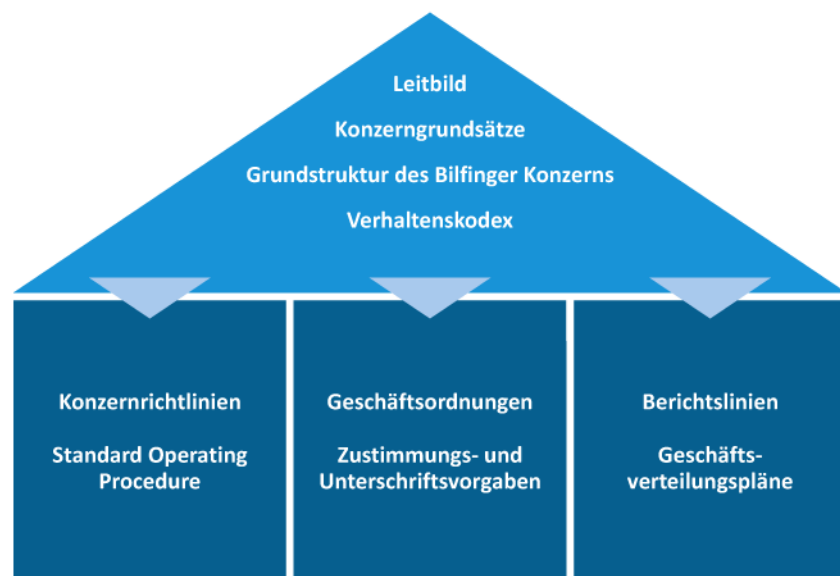 Leitbild
Konzerngrundsätze
Grundstruktur des Bilfinger Konzerns
Verhaltenskodex
Konzernrichtlinien
Standard Operating
Procedure
Geschäftsordnungen
Zustimmungs- und
Unterschriftsvorgaben
Berichtslinien
Geschäfts-
verteilungspläne